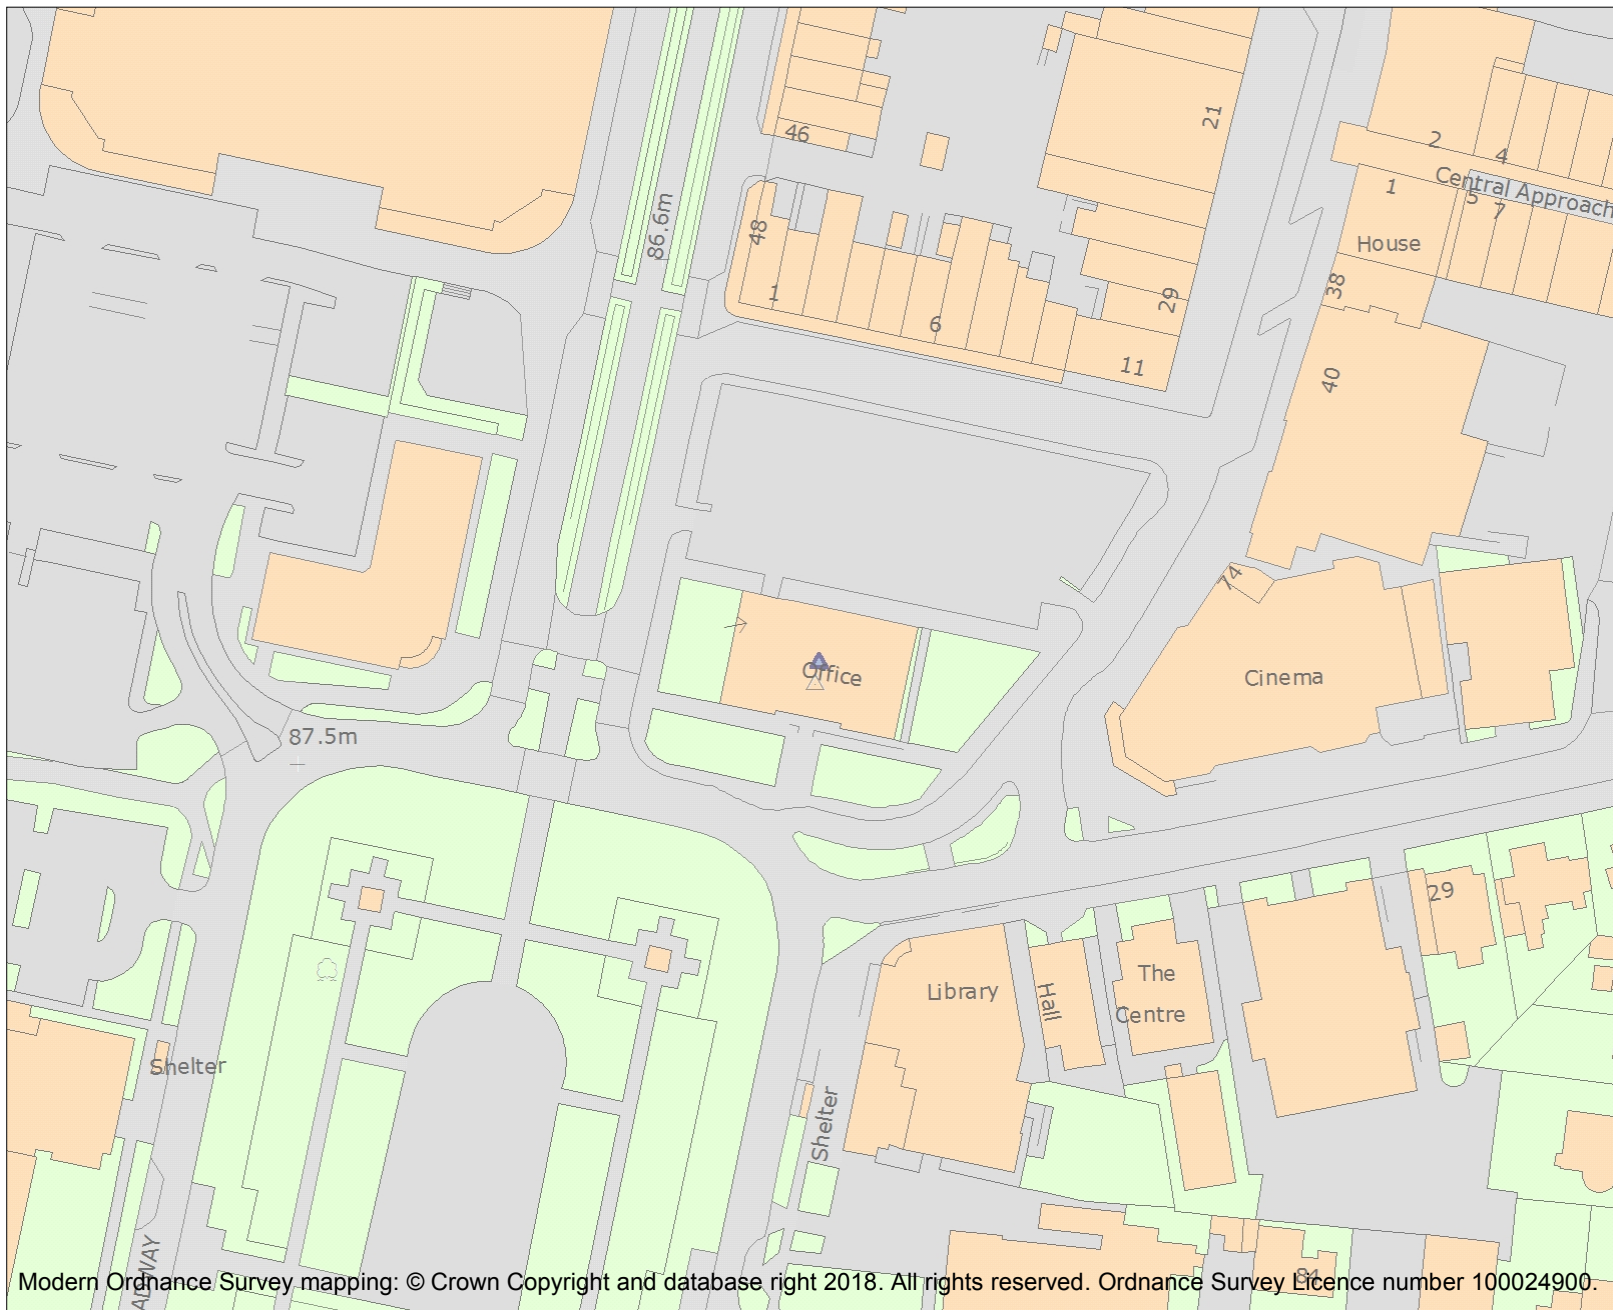 46
21
2
4
Central Approach
1
5
7
86.6m
48
House
38
29
1
6
11
40
74
Office
Cinema
87.5m
29
Library
The
Centre
Hall
Shelter
Shelter
84
Modern Ordnance Survey mapping: © Crown Copyright and database right 2018. All rights reserved. Ordnance Survey Licence number 100024900.